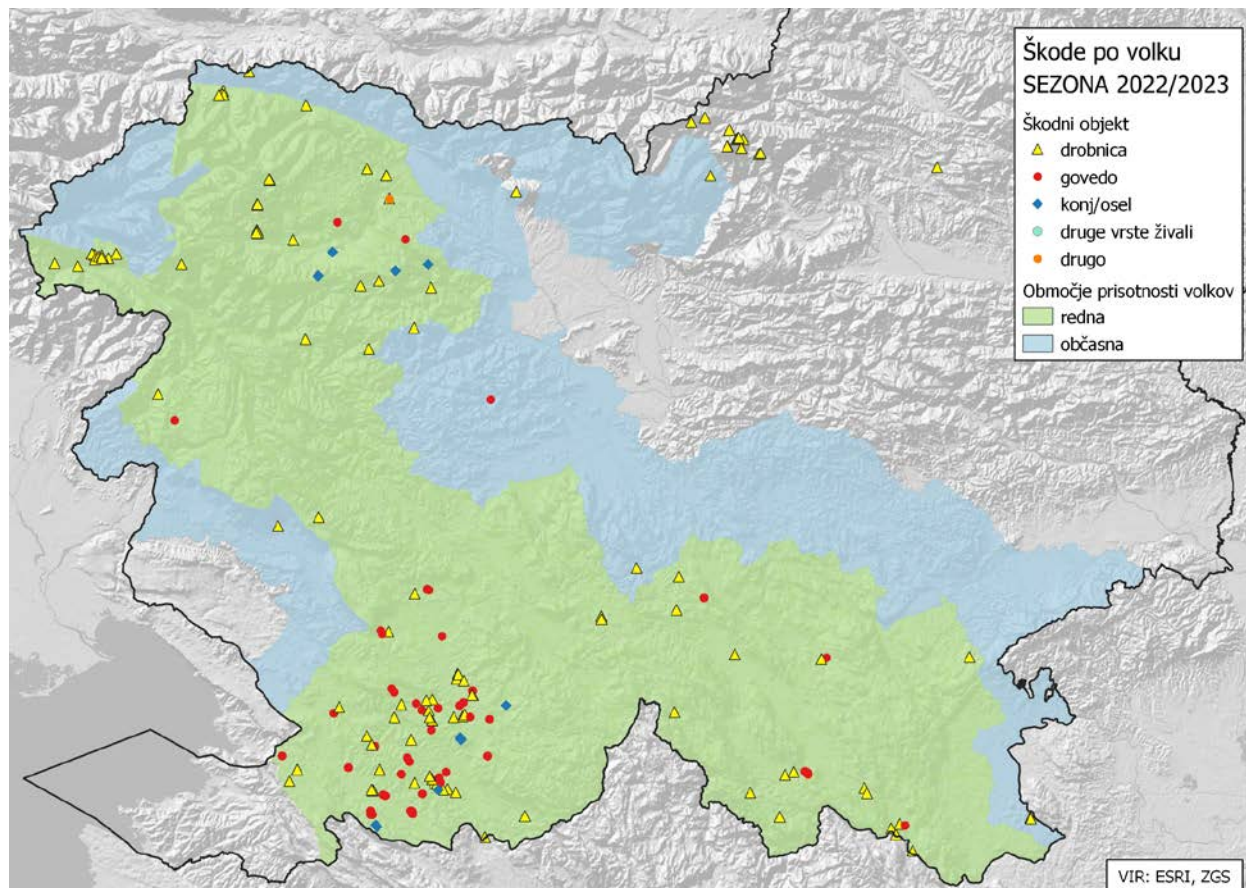 Škode po volku
SEZONA 2022/2023
Škodni objekt
drobnica
govedo
konj/osel
druge vrste živali
drugo
Območje prisotnosti volkov
redna
občasna
VIR: ESRI, ZGS